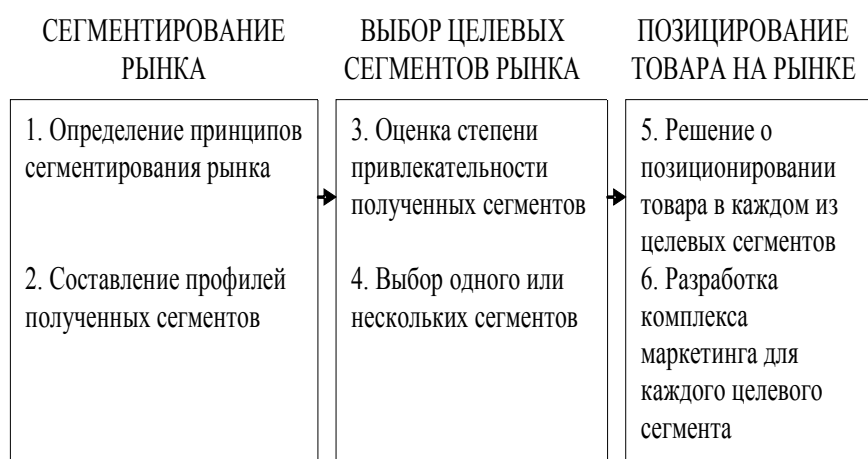 СЕГМЕНТИРОВАНИЕ
РЫНКА
ВЫБОР ЦЕЛЕВЫХ
СЕГМЕНТОВ РЫНКА
ПОЗИЦИРОВАНИЕ
ТОВАРА НА РЫНКЕ
1. Определение принципов
сегментирования рынка
2. Составление профилей
полученных сегментов
3. Оценка степени
привлекательности
полученных сегментов
4. Выбор одного или
нескольких сегментов
5. Решение о
позиционировании
товара в каждом из
целевых сегментов
6. Разработка
комплекса
маркетинга для
каждого целевого
сегмента